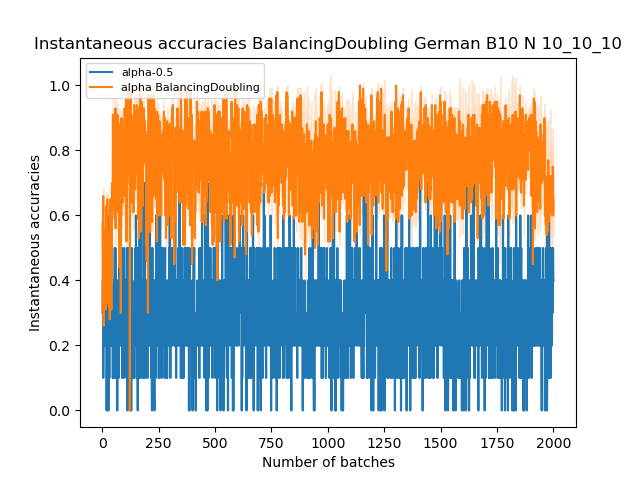 Instantaneous accuracies BalancingDoubling German B10 N 10_10_10
alpha-0.5
alpha BalancingDoubling
Instantaneous accuracies
1.0
0.8
0.6
0.4
0.2
0.0
0 250 500 750 1000 1250 1500 1750 2000
Number of batches